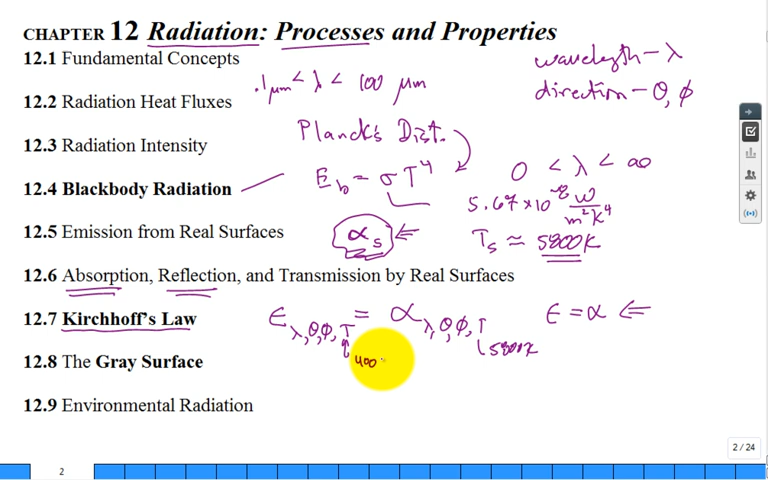 CHAPTER 12 Radiation: Processes and Properties
12.1 Fundamental Concepts
wavelength - λ
.1 μm < λ < 100 μm
direction - θ, φ
12.2 Radiation Heat Fluxes
Planck's Dist.
12.3 Radiation Intensity
E_b = σ T^4
0 < λ < ∞
12.4 Blackbody Radiation
5.67 × 10^-8 W/m²K⁴
12.5 Emission from Real Surfaces
α_s ⇐
T_s ≈ 5800K
12.6 Absorption, Reflection, and Transmission by Real Surfaces
12.7 Kirchhoff's Law
ϵ_λ,θ,φ,T = α_λ,θ,φ,T
ϵ = α ⇐
5800K
400
12.8 The Gray Surface
12.9 Environmental Radiation
2 / 24
2